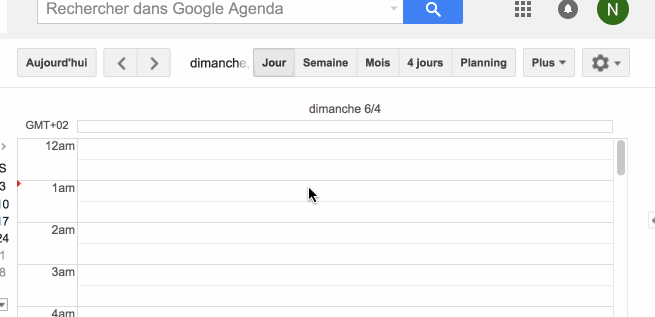 Rechercher dans Google Agenda
N
Aujourd'hui dimanche, Jour Semaine Mois 4 jours Planning Plus
dimanche 6/4
GMT+02
12am
S
3
1am
10
17
2am
24
1
8
3am
4am